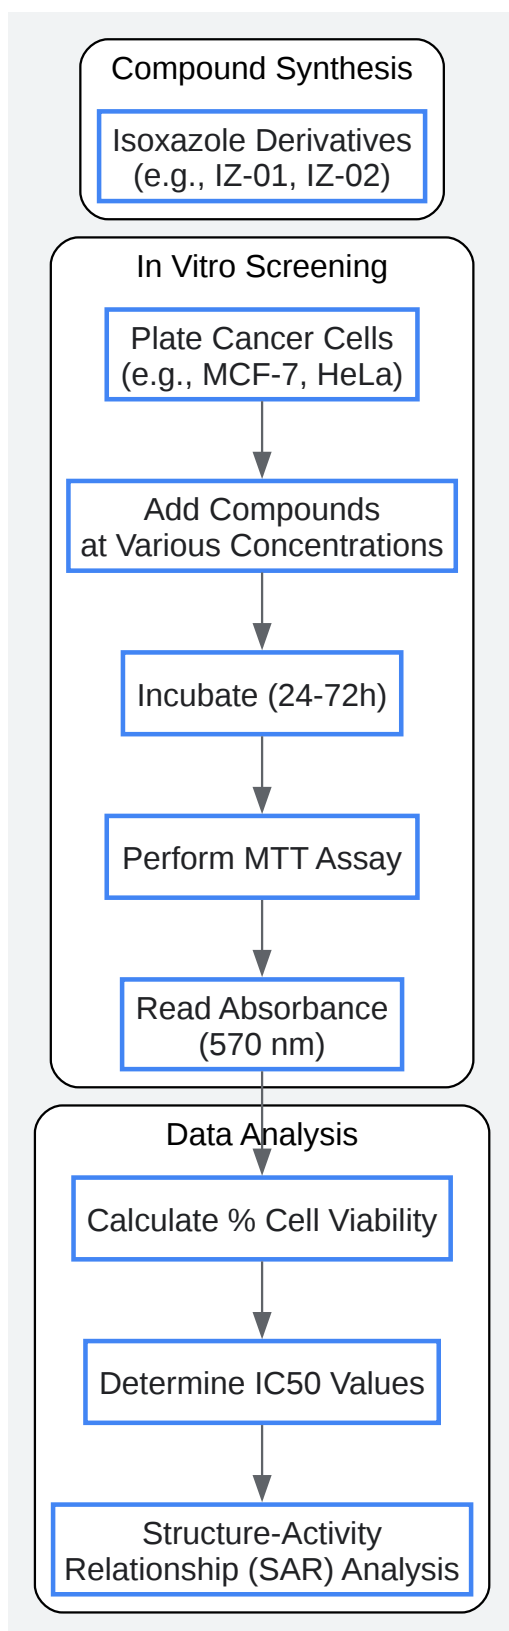 Compound Synthesis
Isoxazole Derivatives
(e.g., IZ-01, IZ-02)
In Vitro Screening
Plate Cancer Cells
(e.g., MCF-7, HeLa)
Add Compounds
at Various Concentrations
Incubate (24-72h)
Perform MTT Assay
Read Absorbance
(570 nm)
Data Analysis
Calculate % Cell Viability
Determine IC50 Values
Structure-Activity
Relationship (SAR) Analysis